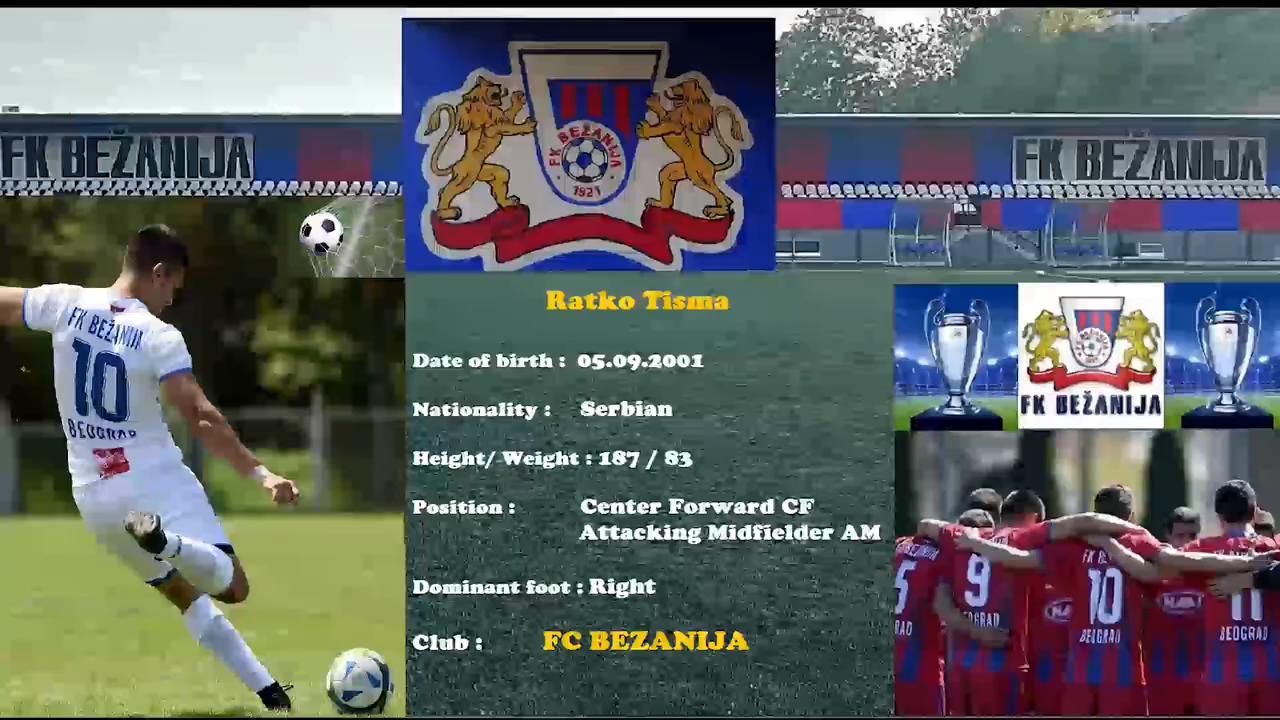 FK BEŽANIJA
FK BEŽANIJA
FK BEŽANIJA
1921
Ratko Tisma
Date of birth : 05.09.2001
Nationality : Serbian
Height/ Weight : 187 / 83
Position : Center Forward CF
Attacking Midfielder AM
Dominant foot : Right
Club : FC BEZANIJA
FK BEŽANIJA
10
BEOGRAD
FK BEŽANIJA
5
9
10
11
BEOGRAD
BEOGRAD